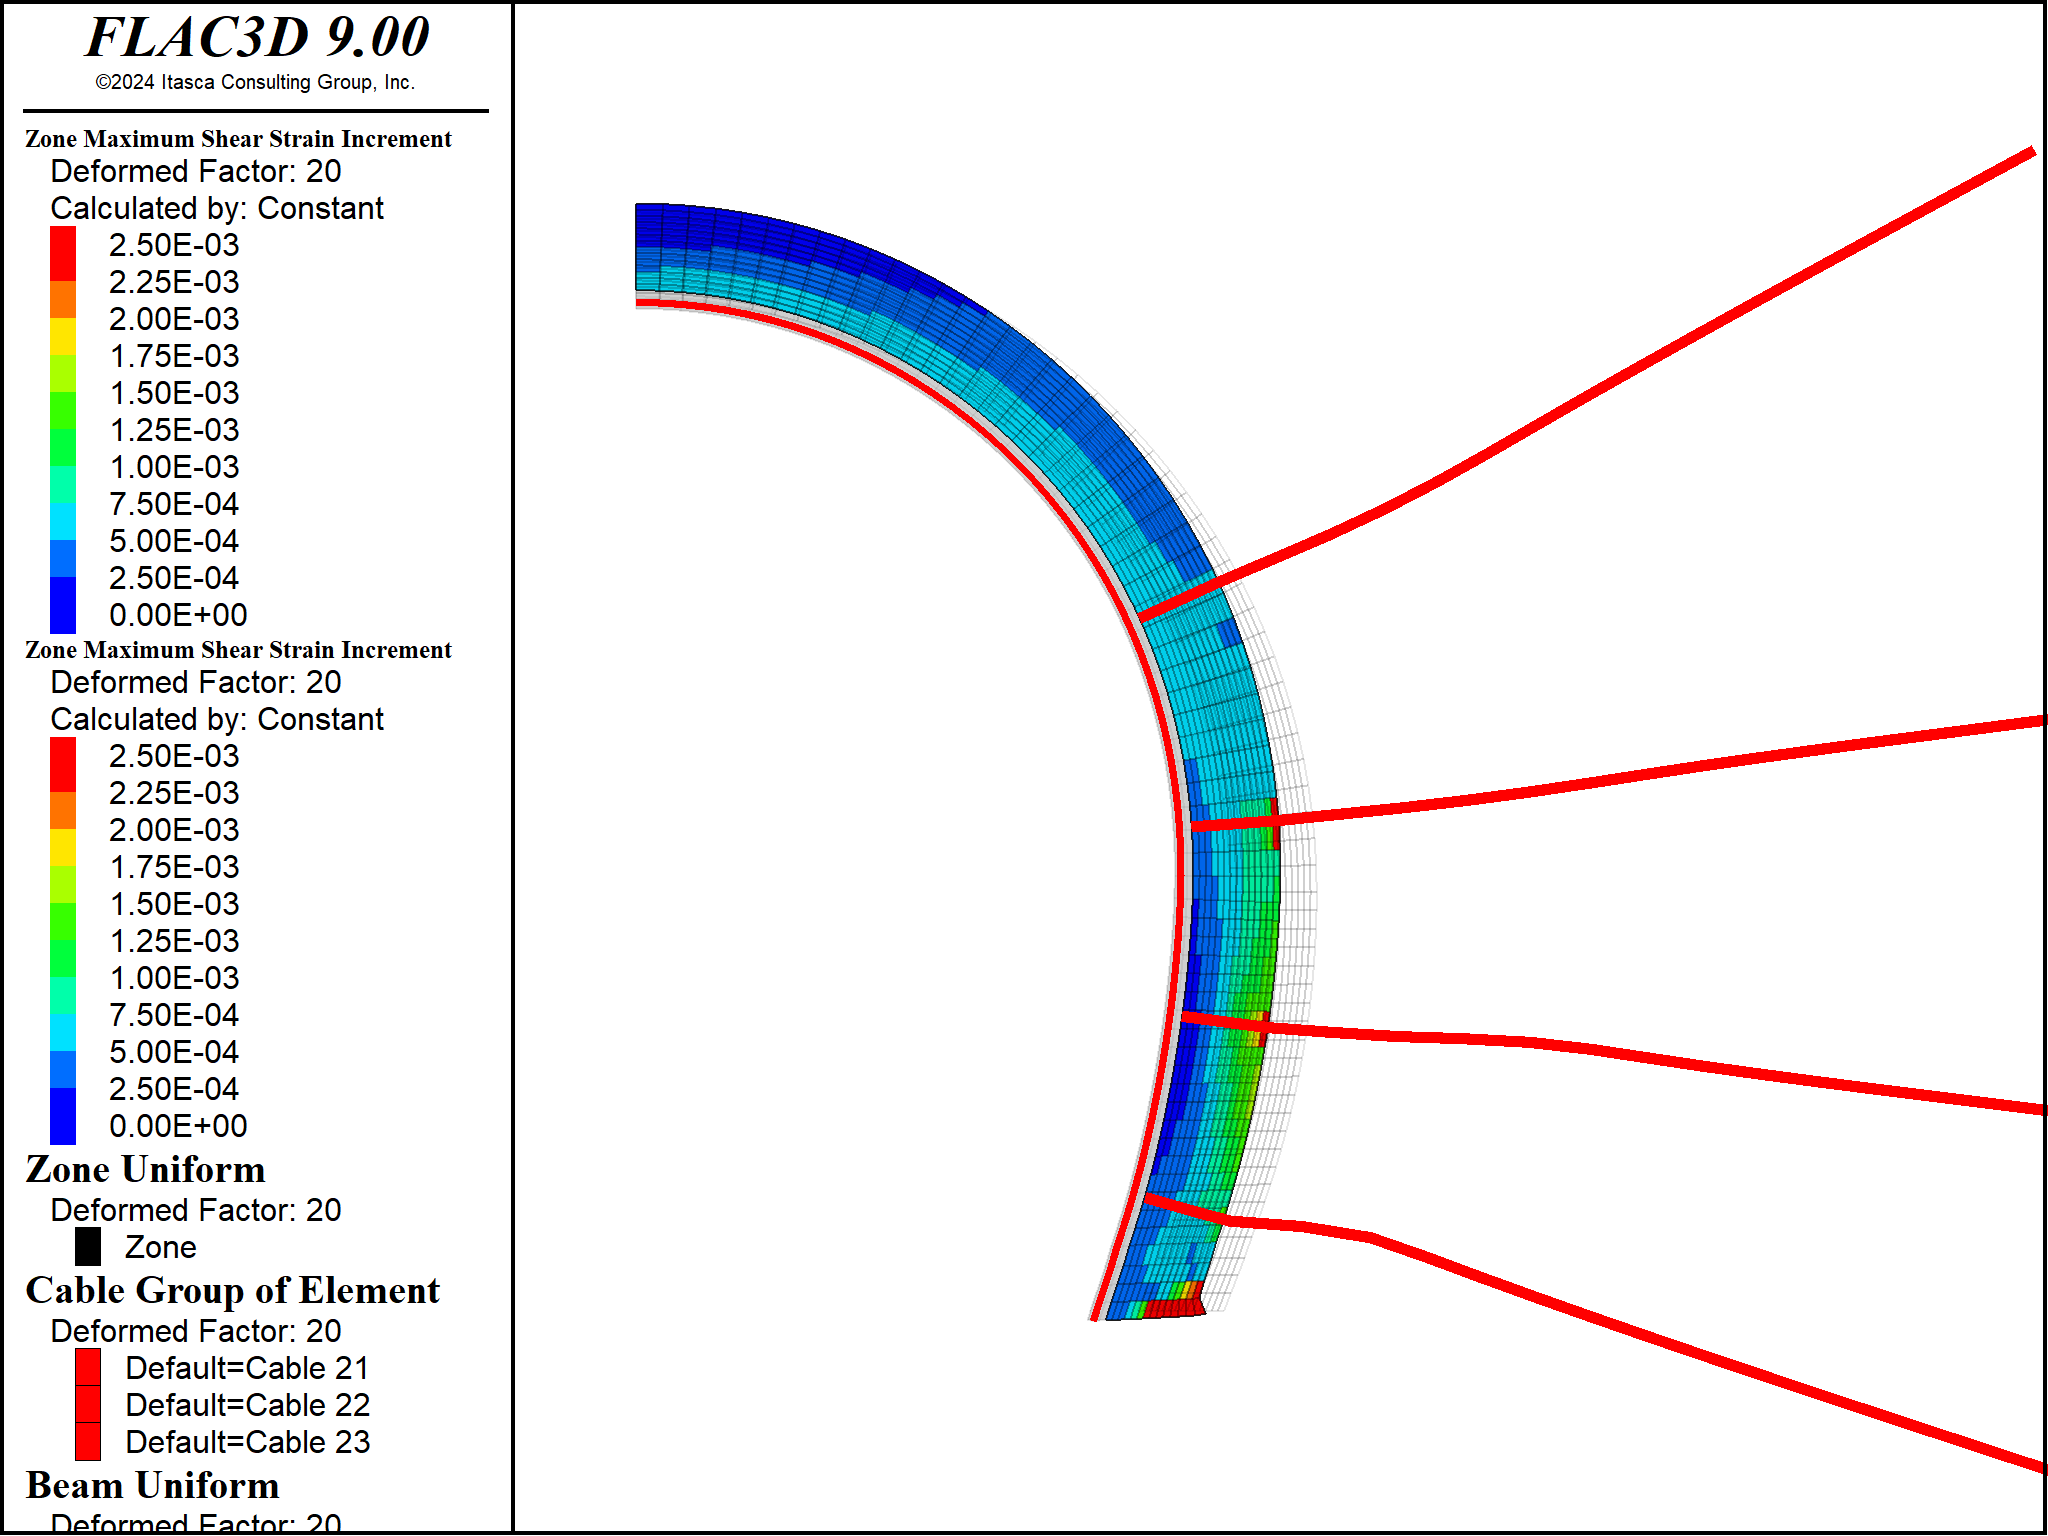 FLAC3D 9.00
©2024 Itasca Consulting Group, Inc.
Zone Maximum Shear Strain Increment
Deformed Factor: 20
Calculated by: Constant
2.50E-03
2.25E-03
2.00E-03
1.75E-03
1.50E-03
1.25E-03
1.00E-03
7.50E-04
5.00E-04
2.50E-04
0.00E+00
Zone Maximum Shear Strain Increment
Deformed Factor: 20
Calculated by: Constant
2.50E-03
2.25E-03
2.00E-03
1.75E-03
1.50E-03
1.25E-03
1.00E-03
7.50E-04
5.00E-04
2.50E-04
0.00E+00
Zone Uniform
Deformed Factor: 20
Zone
Cable Group of Element
Deformed Factor: 20
Default=Cable 21
Default=Cable 22
Default=Cable 23
Beam Uniform
Deformed Factor: 20